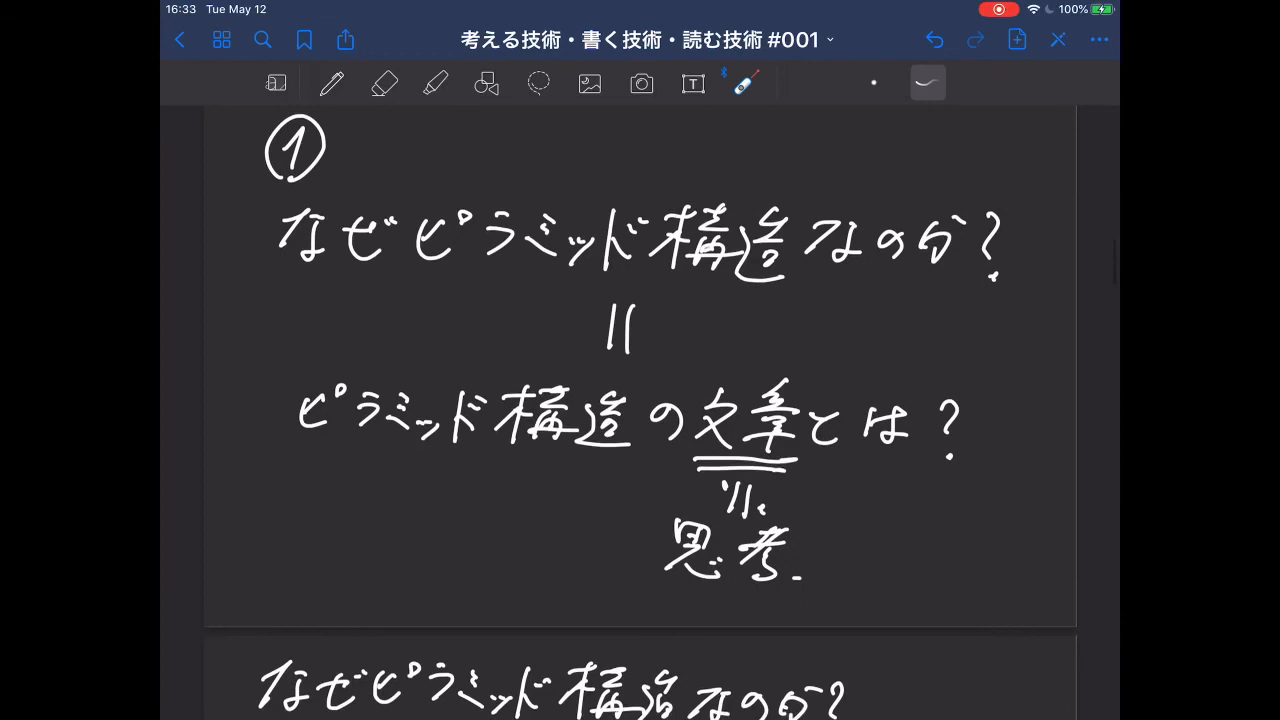 16:33 Tue May 12 100%
考える技術・書く技術・読む技術 #001
T
①
なぜピラミッド構造なのか?
||
ピラミッド構造の文章とは?
思考.
なぜピラミッド構造なのか?